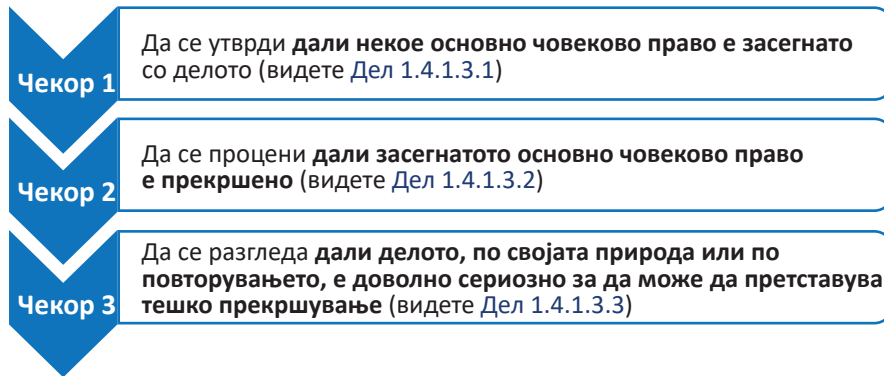 Чекор 1
Да се утврди дали некое основно човеково право е засегнато
со делото (видете Дел 1.4.1.3.1)
Чекор 2
Да се процени дали засегнатото основно човеково право
е прекршено (видете Дел 1.4.1.3.2)
Чекор 3
Да се разгледа дали делото, по својата природа или по
повторувањето, е доволно сериозно за да може да претставува
тешко прекршување (видете Дел 1.4.1.3.3)